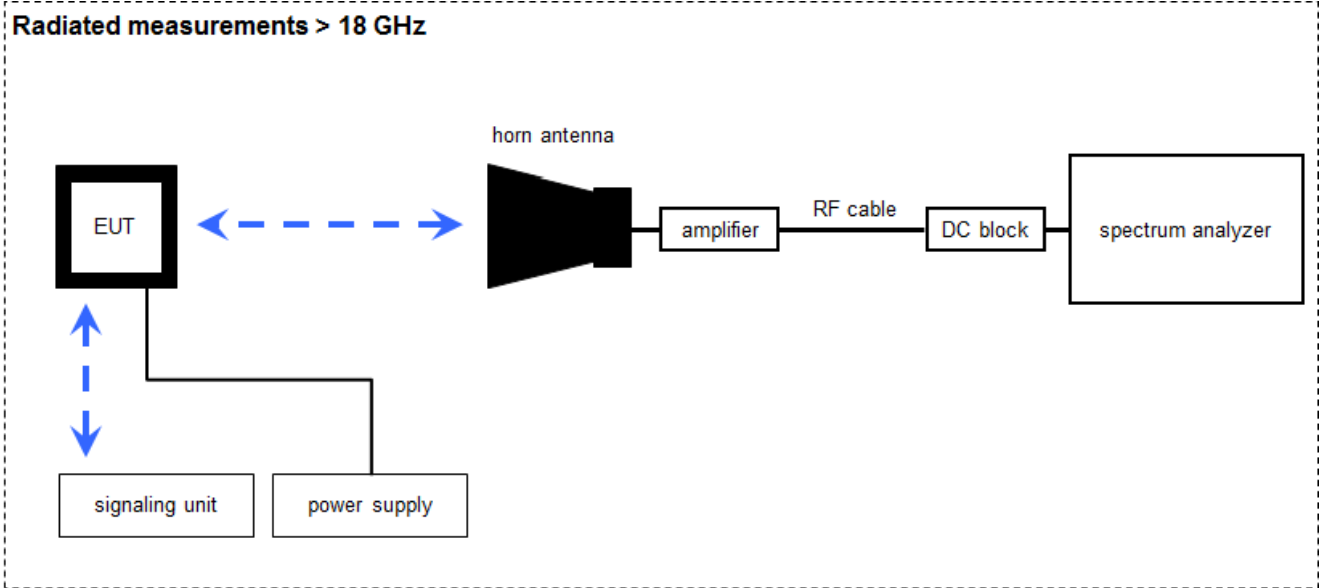 Radiated measurements > 18 GHz
horn antenna
EUT
amplifier
RF cable
DC block
spectrum analyzer
signaling unit
power supply